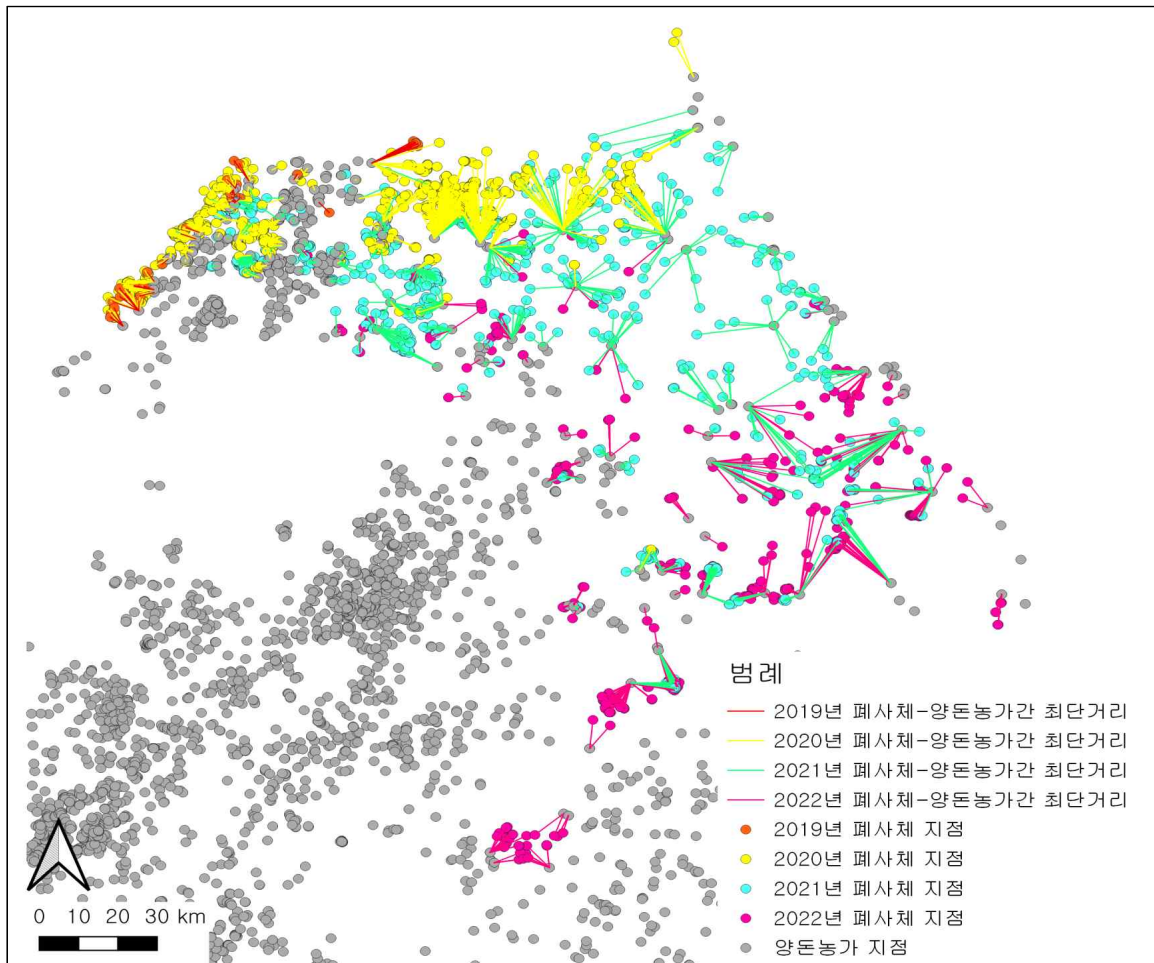 범례
2019년 폐사체-양돈농가간 최단거리
2020년 폐사체-양돈농가간 최단거리
2021년 폐사체-양돈농가간 최단거리
2022년 폐사체-양돈농가간 최단거리
2019년 폐사체 지점
2020년 폐사체 지점
2021년 폐사체 지점
2022년 폐사체 지점
양돈농가 지점
0 10 20 30 km